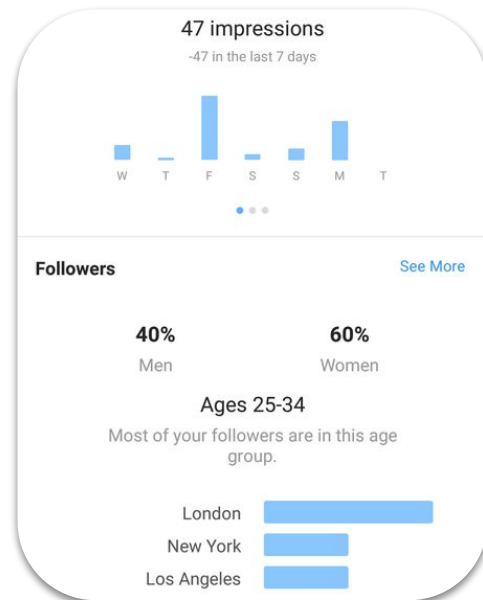 47 impressions
-47 in the last 7 days
W T F S S M T
Followers See More
40% 60%
Men Women
Ages 25-34
Most of your followers are in this age
group.
London
New York
Los Angeles